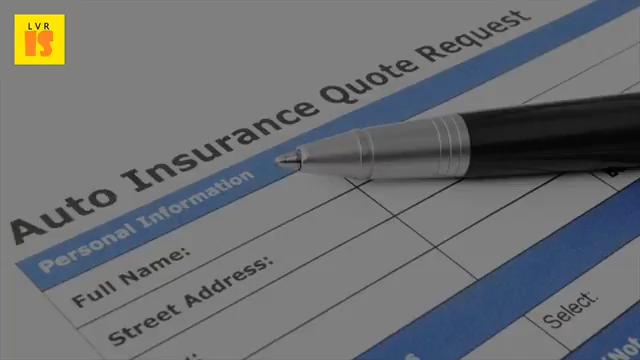 LVR
IS
Auto Insurance Quote Request
Personal Information
Full Name:
Street Address:
Select: